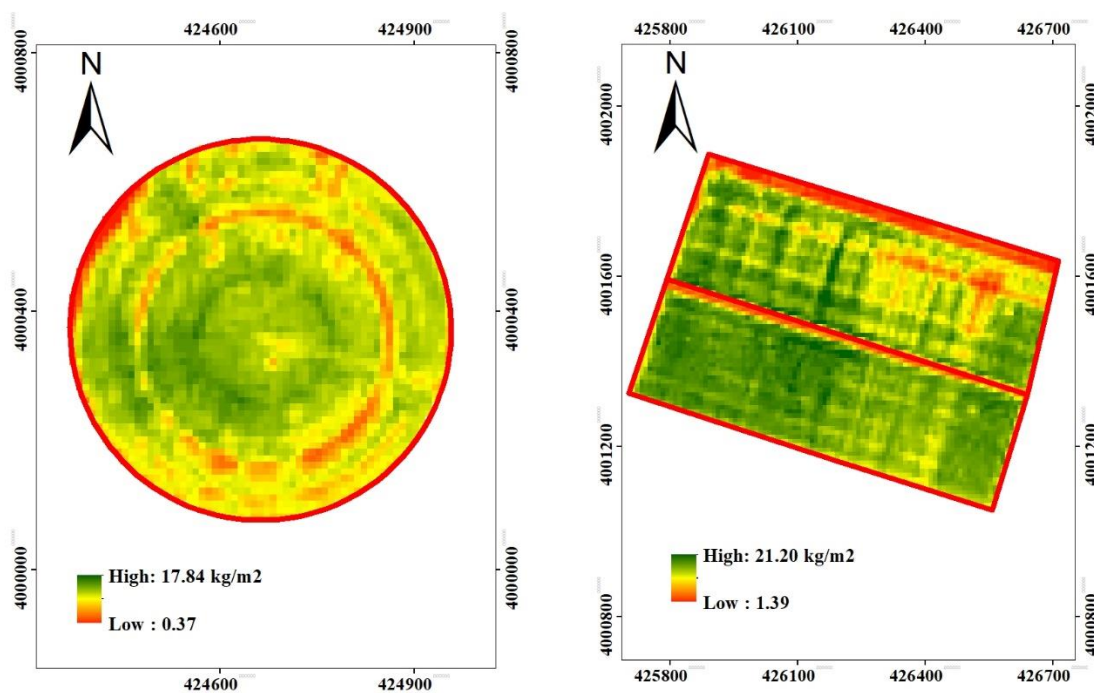 424600 424900
4000800 4000800
N
4000400 4000400
High: 17.84 kg/m2
Low : 0.37
4000000 4000000
424600 424900
425800 426100 426400 426700
N
4002000 4002000
4001600 4001600
4001200 4001200
High: 21.20 kg/m2
Low : 1.39
4000800 4000800
425800 426100 426400 426700